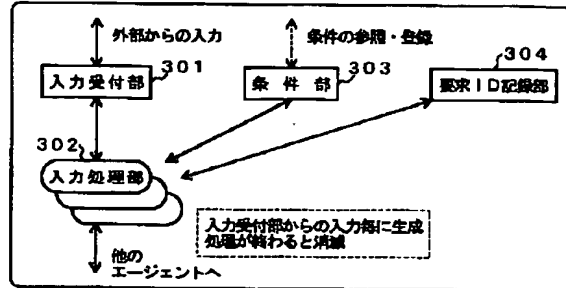 外部からの入力
条件の参照・登録
301
303
304
入力受付部
条 件 部
要求ID記録部
302
入力処理部
入力受付部からの入力毎に生成
処理が終わると消滅
他の
エージェントへ